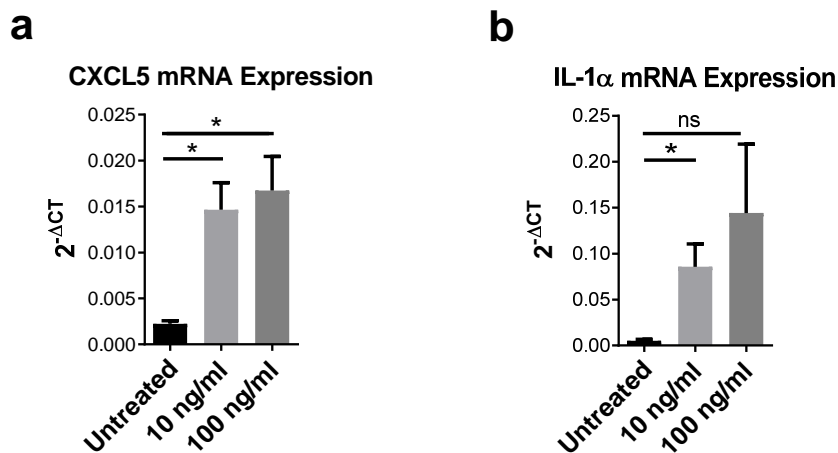 a
CXCL5 mRNA Expression
0.025
0.020
0.015
0.010
0.005
0.000
2-ΔCT
*
*
Untreated
10 ng/ml
100 ng/ml
b
IL-1α mRNA Expression
0.25
0.20
0.15
0.10
0.05
0.00
2-ΔCT
ns
*
Untreated
10 ng/ml
100 ng/ml